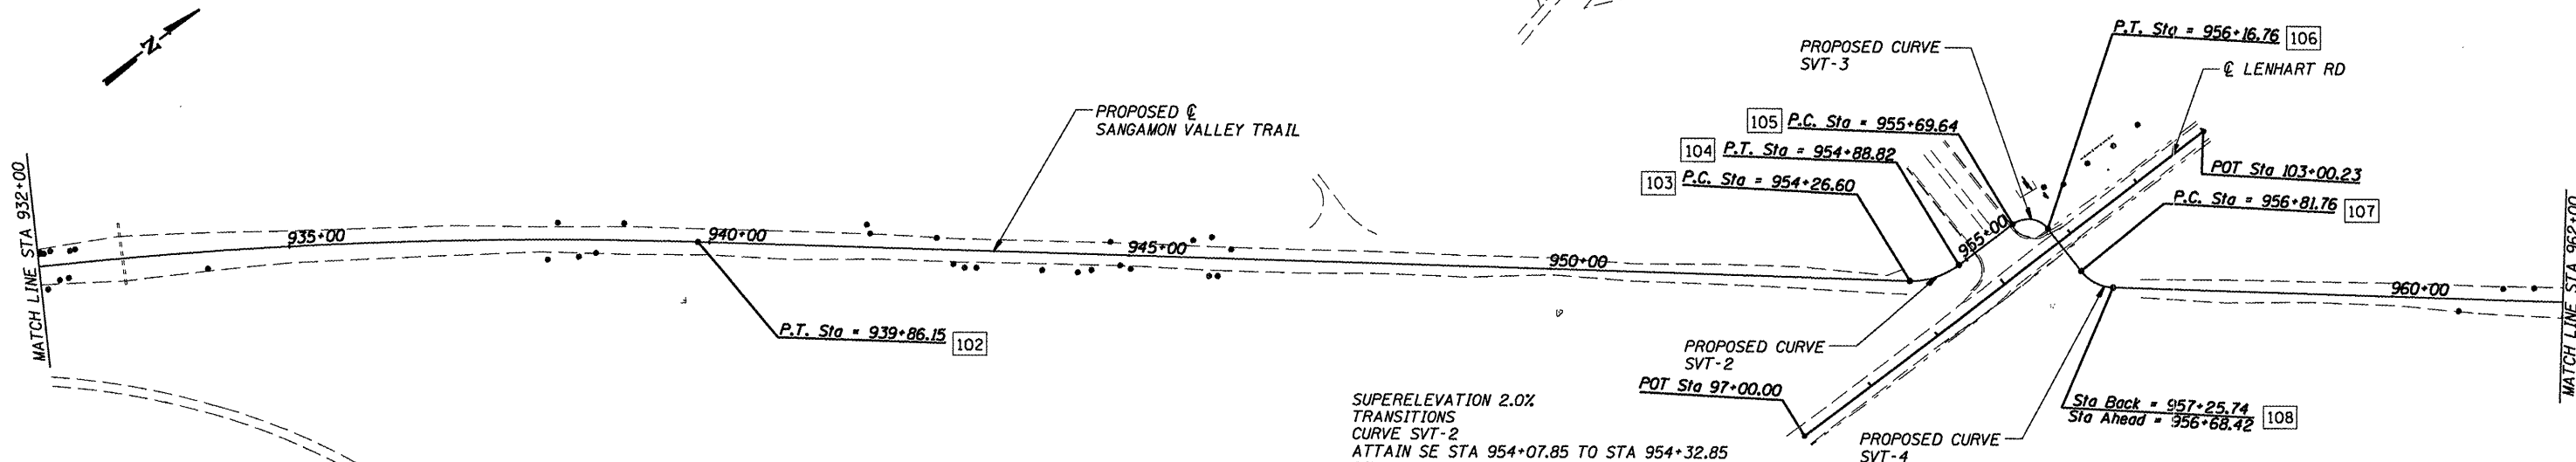 N
MATCH LINE STA 932+00
935+00
940+00
945+00
950+00
955+00
960+00
MATCH LINE STA 962+00
PROPOSED ℄
SANGAMON VALLEY TRAIL
P.T. Sta = 939+86.15 102
103 P.C. Sta = 954+26.60
104 P.T. Sta = 954+88.82
105 P.C. Sta = 955+69.64
PROPOSED CURVE
SVT-3
P.T. Sta = 956+16.76 106
℄ LENHART RD
POT Sta 103+00.23
P.C. Sta = 956+81.76 107
PROPOSED CURVE
SVT-2
POT Sta 97+00.00
Sta Back = 957+25.74
Sta Ahead = 956+68.42 108
PROPOSED CURVE
SVT-4
SUPERELEVATION 2.0%
TRANSITIONS
CURVE SVT-2
ATTAIN SE STA 954+07.85 TO STA 954+32.85